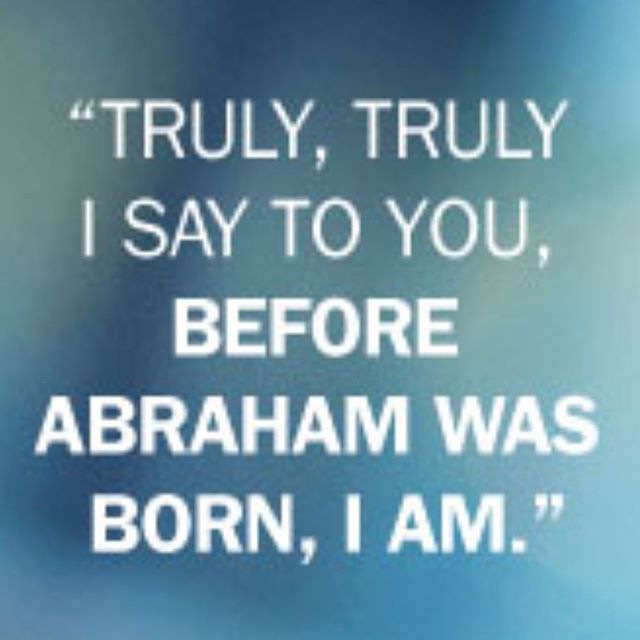 “TRULY, TRULY
I SAY TO YOU,
BEFORE
ABRAHAM WAS
BORN, I AM.”